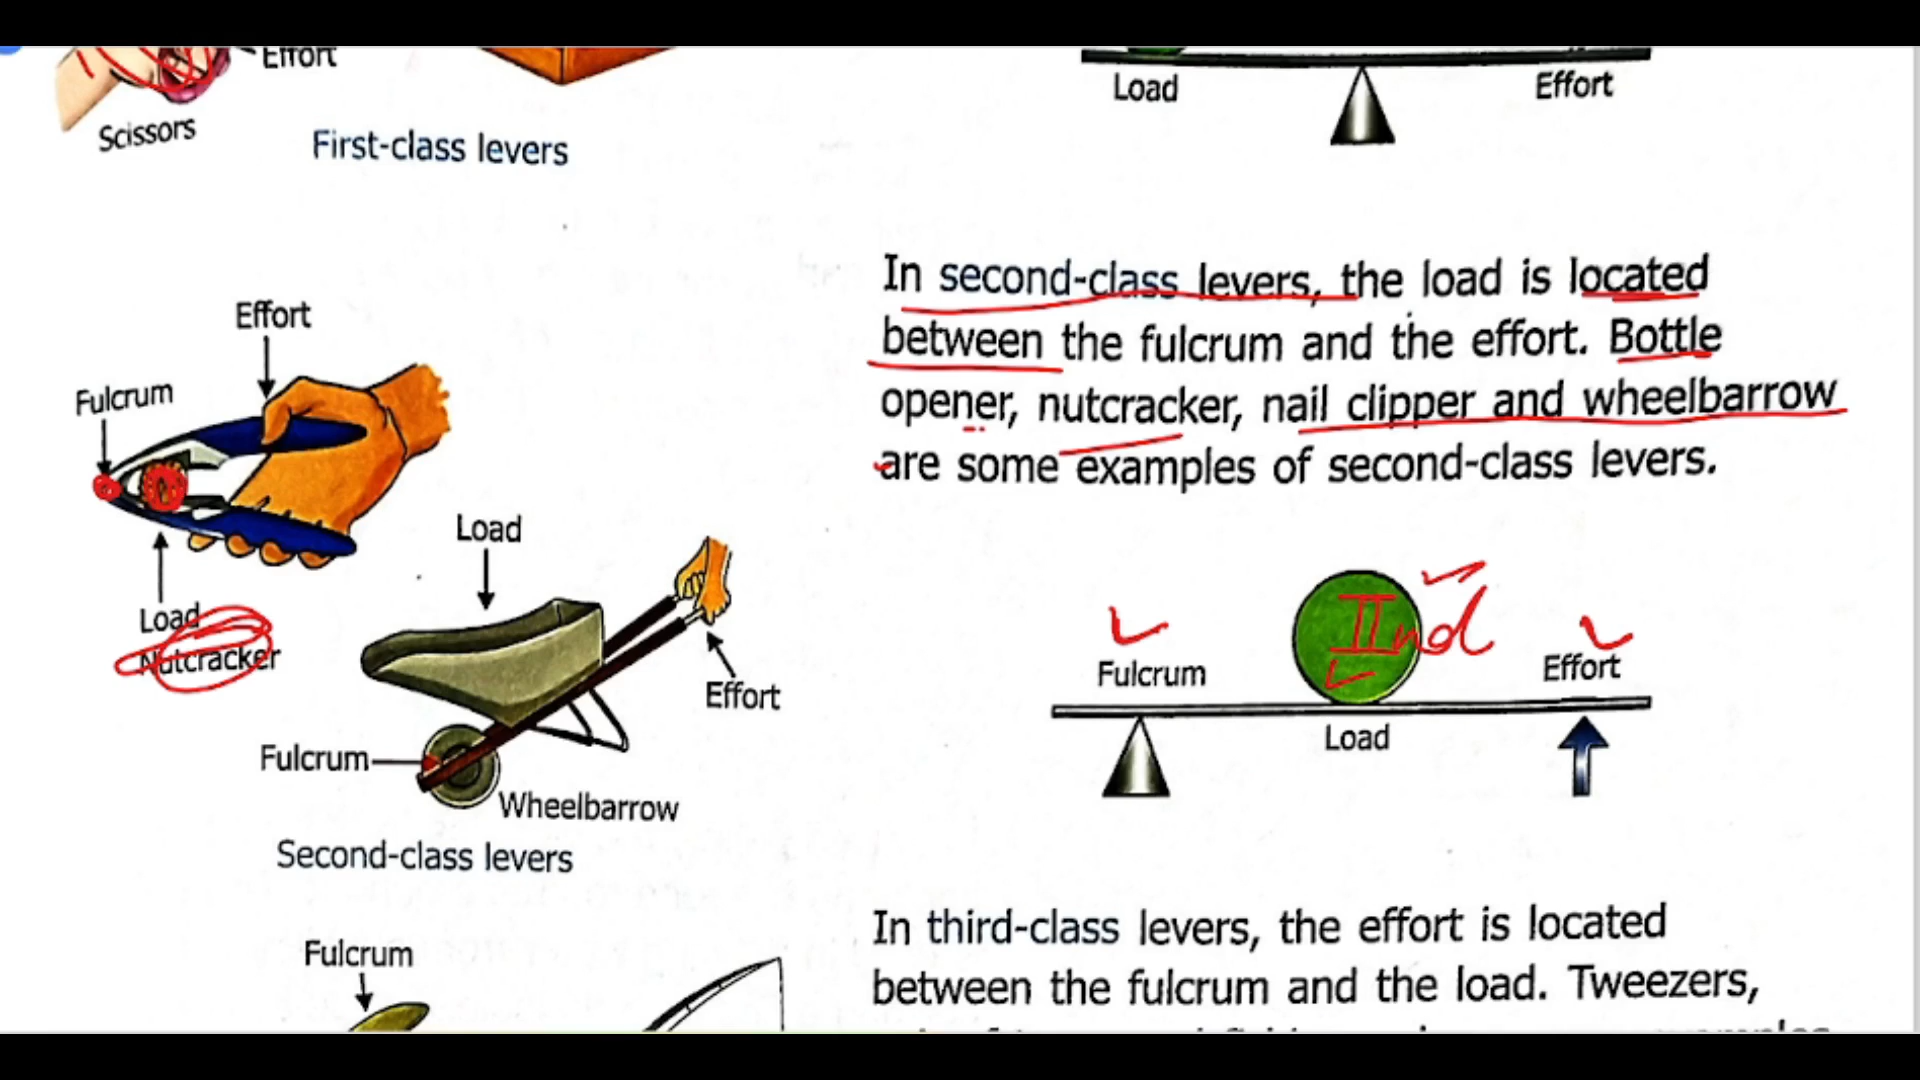 Effort
Scissors
First-class levers
Load
Effort
In second-class levers, the load is located
between the fulcrum and the effort. Bottle
opener, nutcracker, nail clipper and wheelbarrow
are some examples of second-class levers.
Effort
Fulcrum
Load
Nutcracker
Load
Effort
Fulcrum
Wheelbarrow
Second-class levers
IInd
Fulcrum
Effort
Load
In third-class levers, the effort is located
between the fulcrum and the load. Tweezers,
Fulcrum